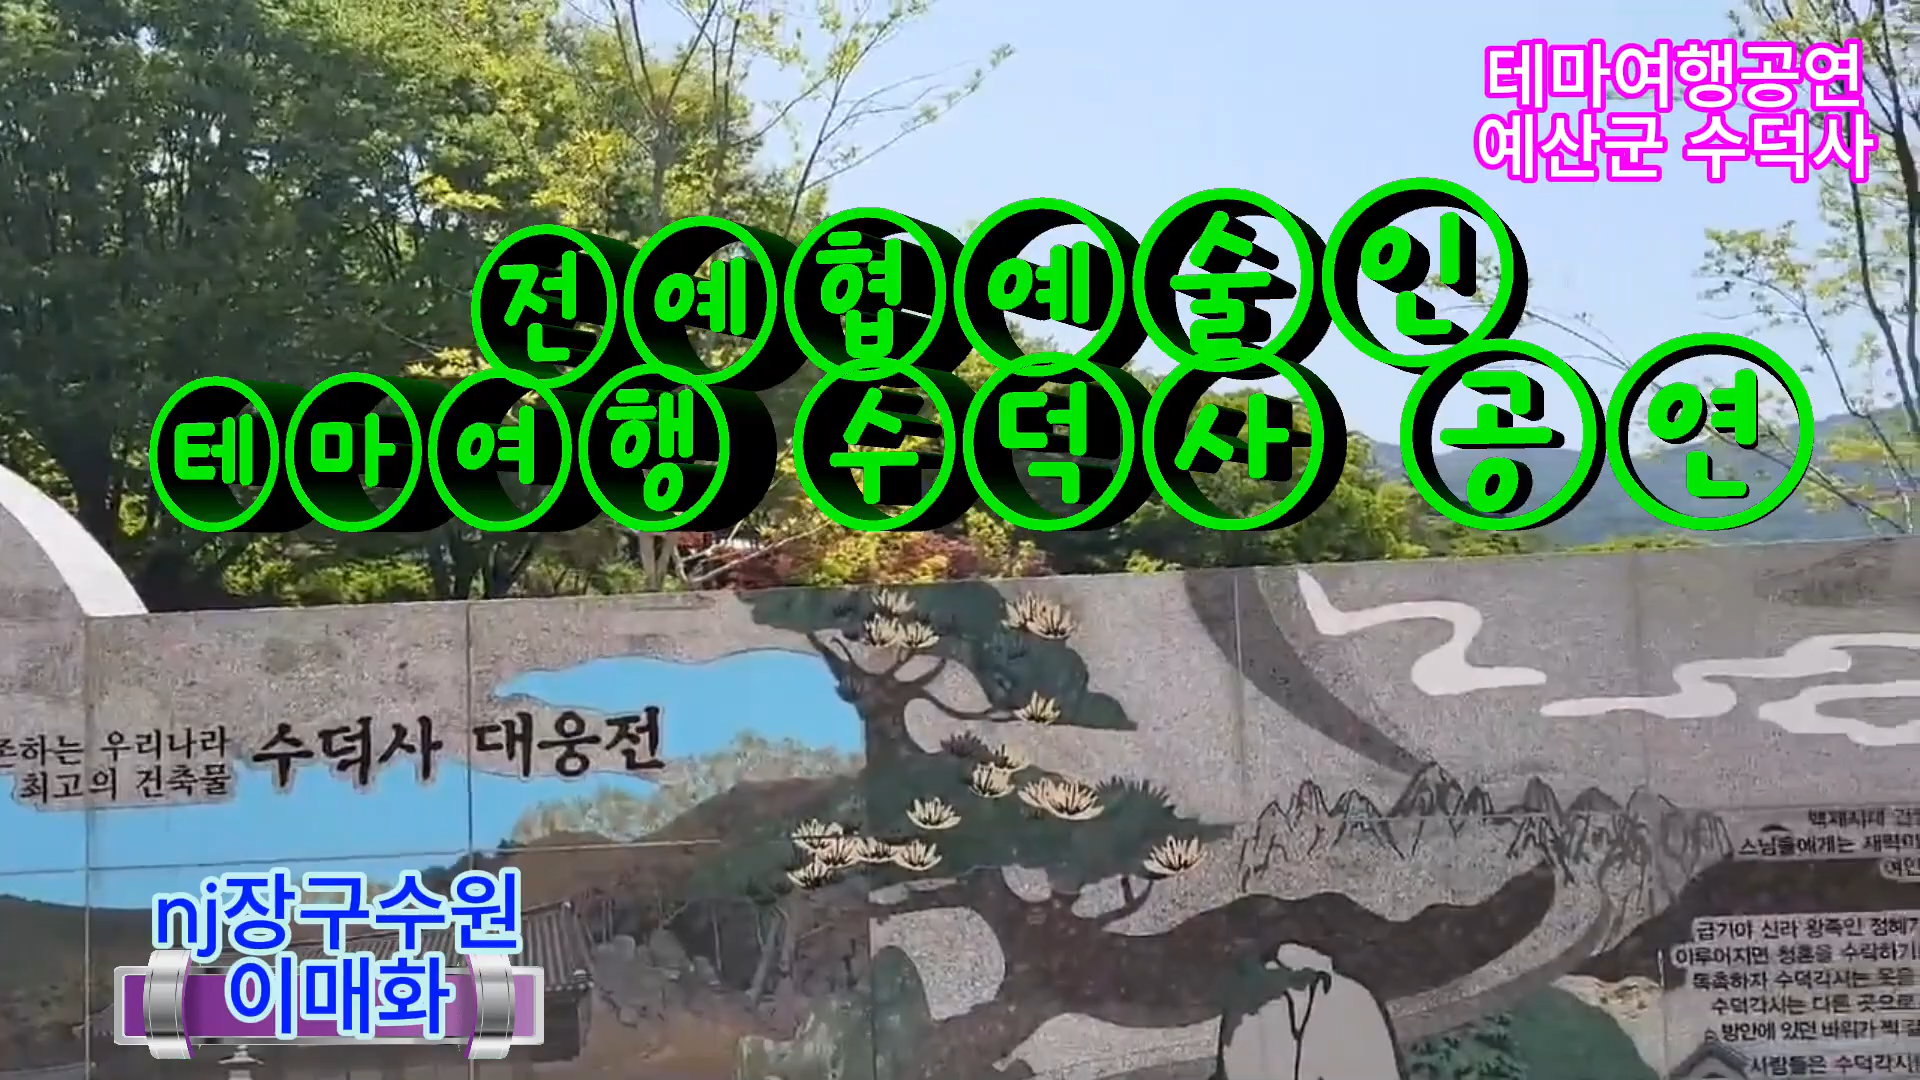 테마여행공연
예산군 수덕사
전예협예술인
테마여행 수덕사 공연
존하는 우리나라
최고의 건축물
수덕사 대웅전
백제시대
스님들에게는
급기야 신라 왕족인
이루어지면 청혼을 수락하기
독촉하자 수덕각시는 옷을
수덕각시는 다른 곳으로
방안에 있던 바위가
사람들은 수덕각시
nj장구수원
이매화